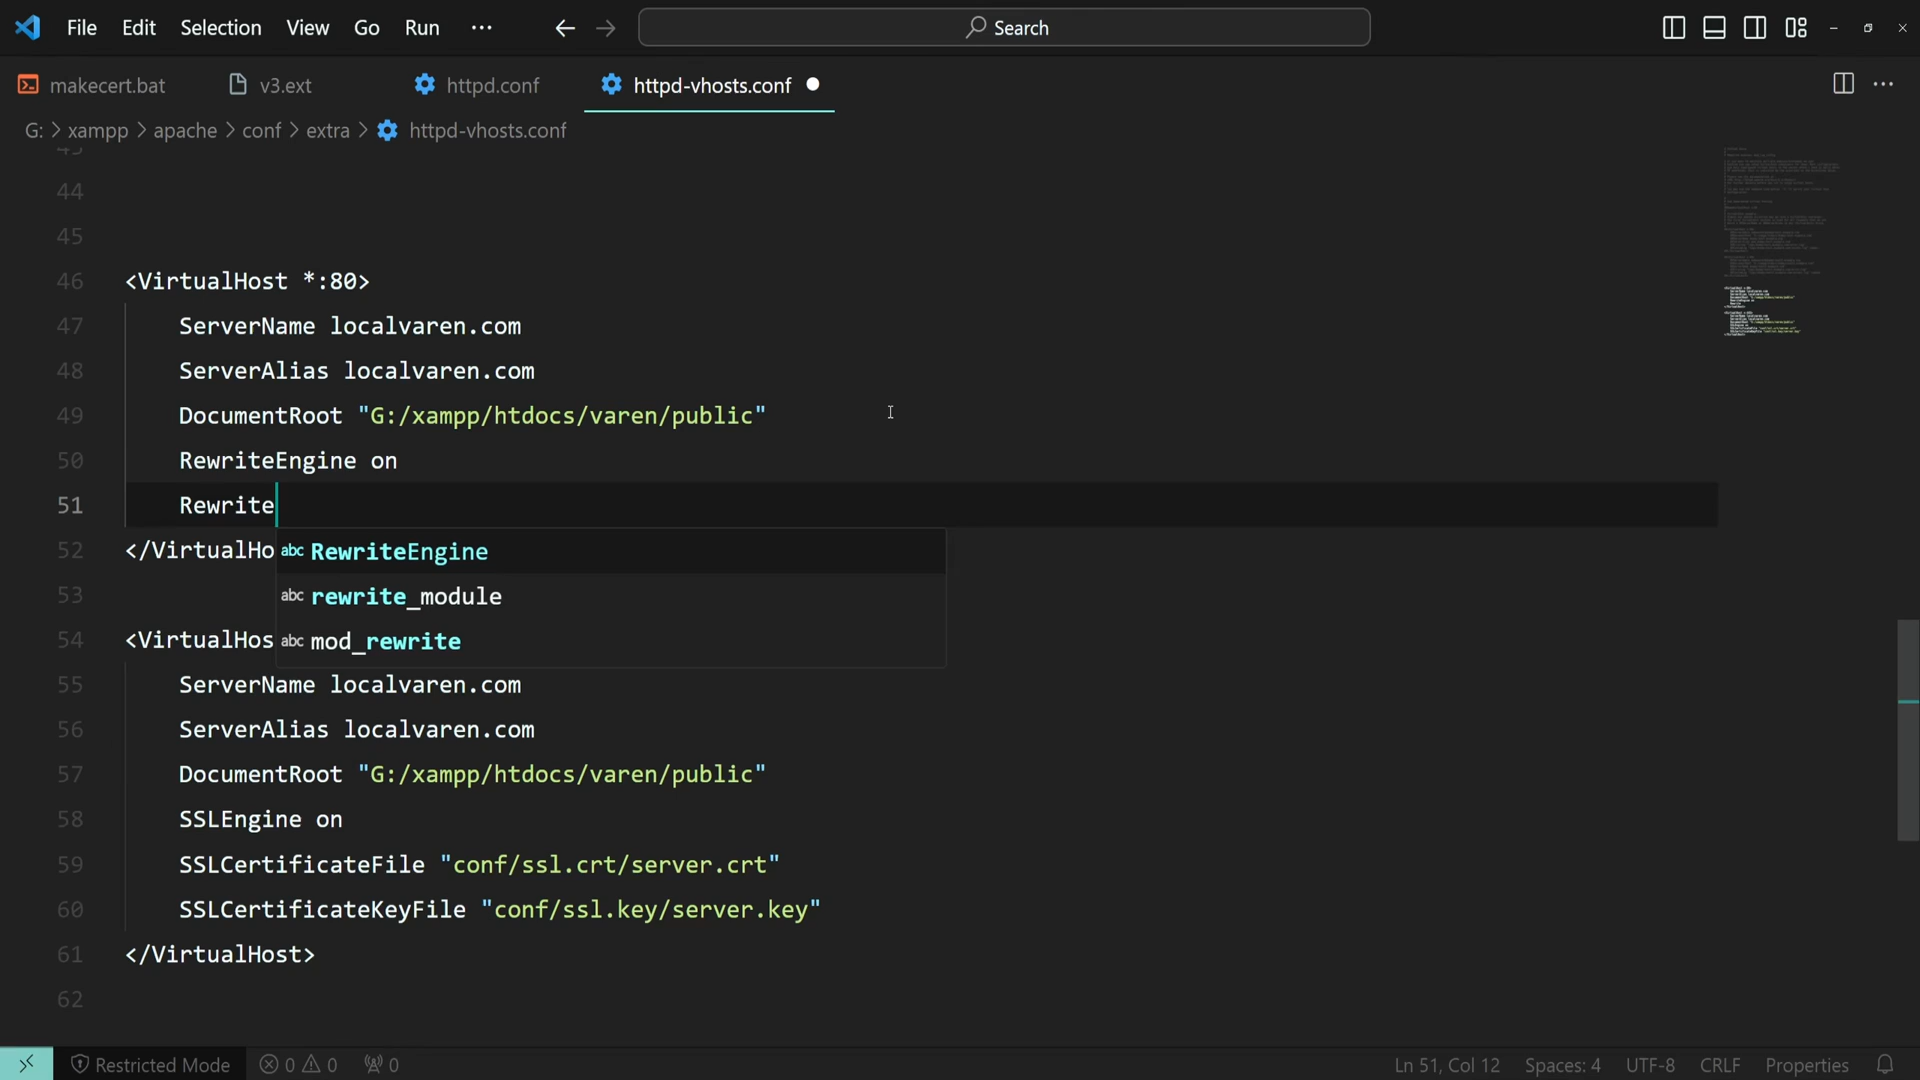 File Edit Selection View Go Run ··· Search
makecert.bat v3.ext httpd.conf httpd-vhosts.conf
G: > xampp > apache > conf > extra > httpd-vhosts.conf
44
45
46 <VirtualHost *:80>
47 ServerName localvaren.com
48 ServerAlias localvaren.com
49 DocumentRoot "G:/xampp/htdocs/varen/public"
50 RewriteEngine on
51 Rewrite
52 </VirtualHo abc RewriteEngine
53 abc rewrite_module
54 <VirtualHos abc mod_rewrite
55 ServerName localvaren.com
56 ServerAlias localvaren.com
57 DocumentRoot "G:/xampp/htdocs/varen/public"
58 SSLEngine on
59 SSLCertificateFile "conf/ssl.crt/server.crt"
60 SSLCertificateKeyFile "conf/ssl.key/server.key"
61 </VirtualHost>
62
Restricted Mode 0 0 0 Ln 51, Col 12 Spaces: 4 UTF-8 CRLF Properties